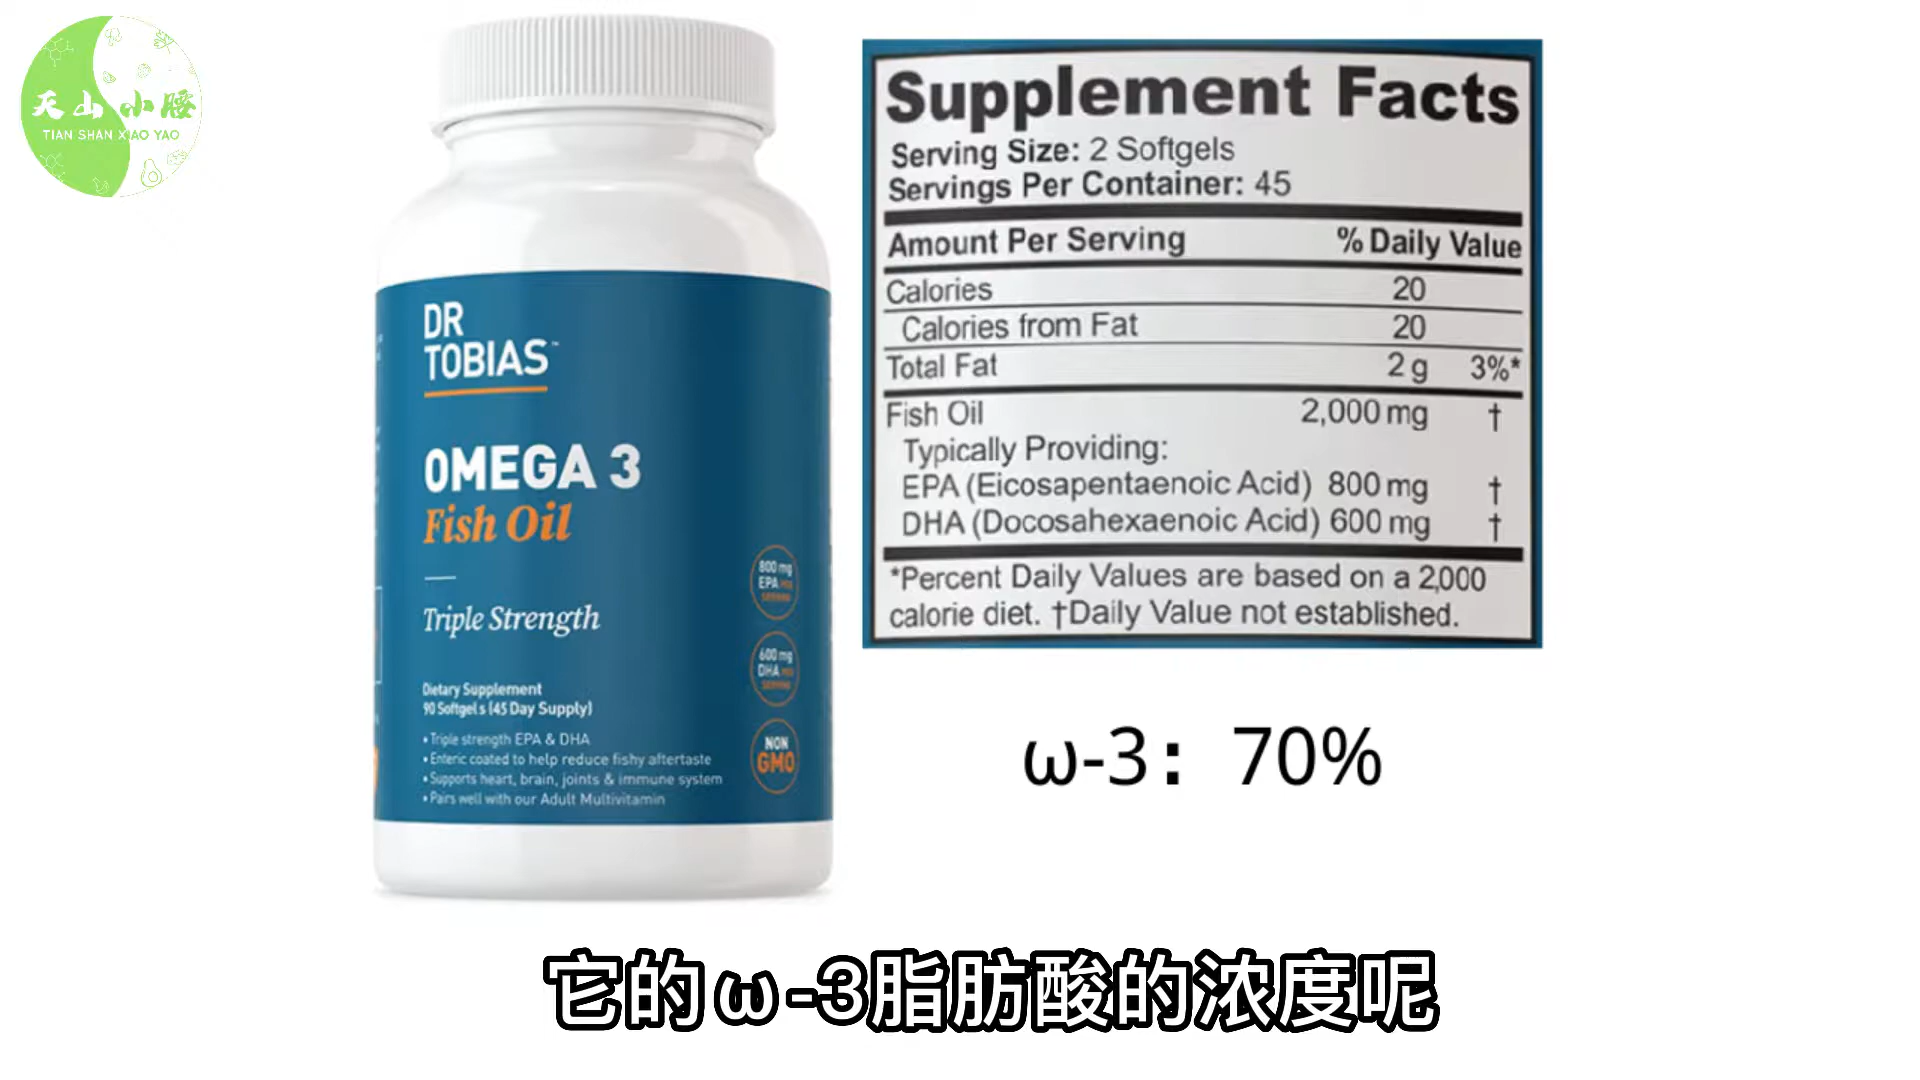 天山小腰
TIAN SHAN XIAO YAO
DR
TOBIAS™
OMEGA 3
Fish Oil
Triple Strength
Dietary Supplement
90 Softgels (45 Day Supply)
• Triple strength EPA & DHA
• Enteric coated to help reduce fishy aftertaste
• Supports heart, brain, joints & immune system
• Pairs well with our Adult Multivitamin
800 mg
EPA PER
SERVING
600 mg
DHA PER
SERVING
NON
GMO
Supplement Facts
Serving Size: 2 Softgels
Servings Per Container: 45
Amount Per Serving % Daily Value
Calories 20
Calories from Fat 20
Total Fat 2 g 3%*
Fish Oil 2,000 mg †
Typically Providing:
EPA (Eicosapentaenoic Acid) 800 mg †
DHA (Docosahexaenoic Acid) 600 mg †
*Percent Daily Values are based on a 2,000
calorie diet. †Daily Value not established.
ω-3：70%
它的ω-3脂肪酸的浓度呢